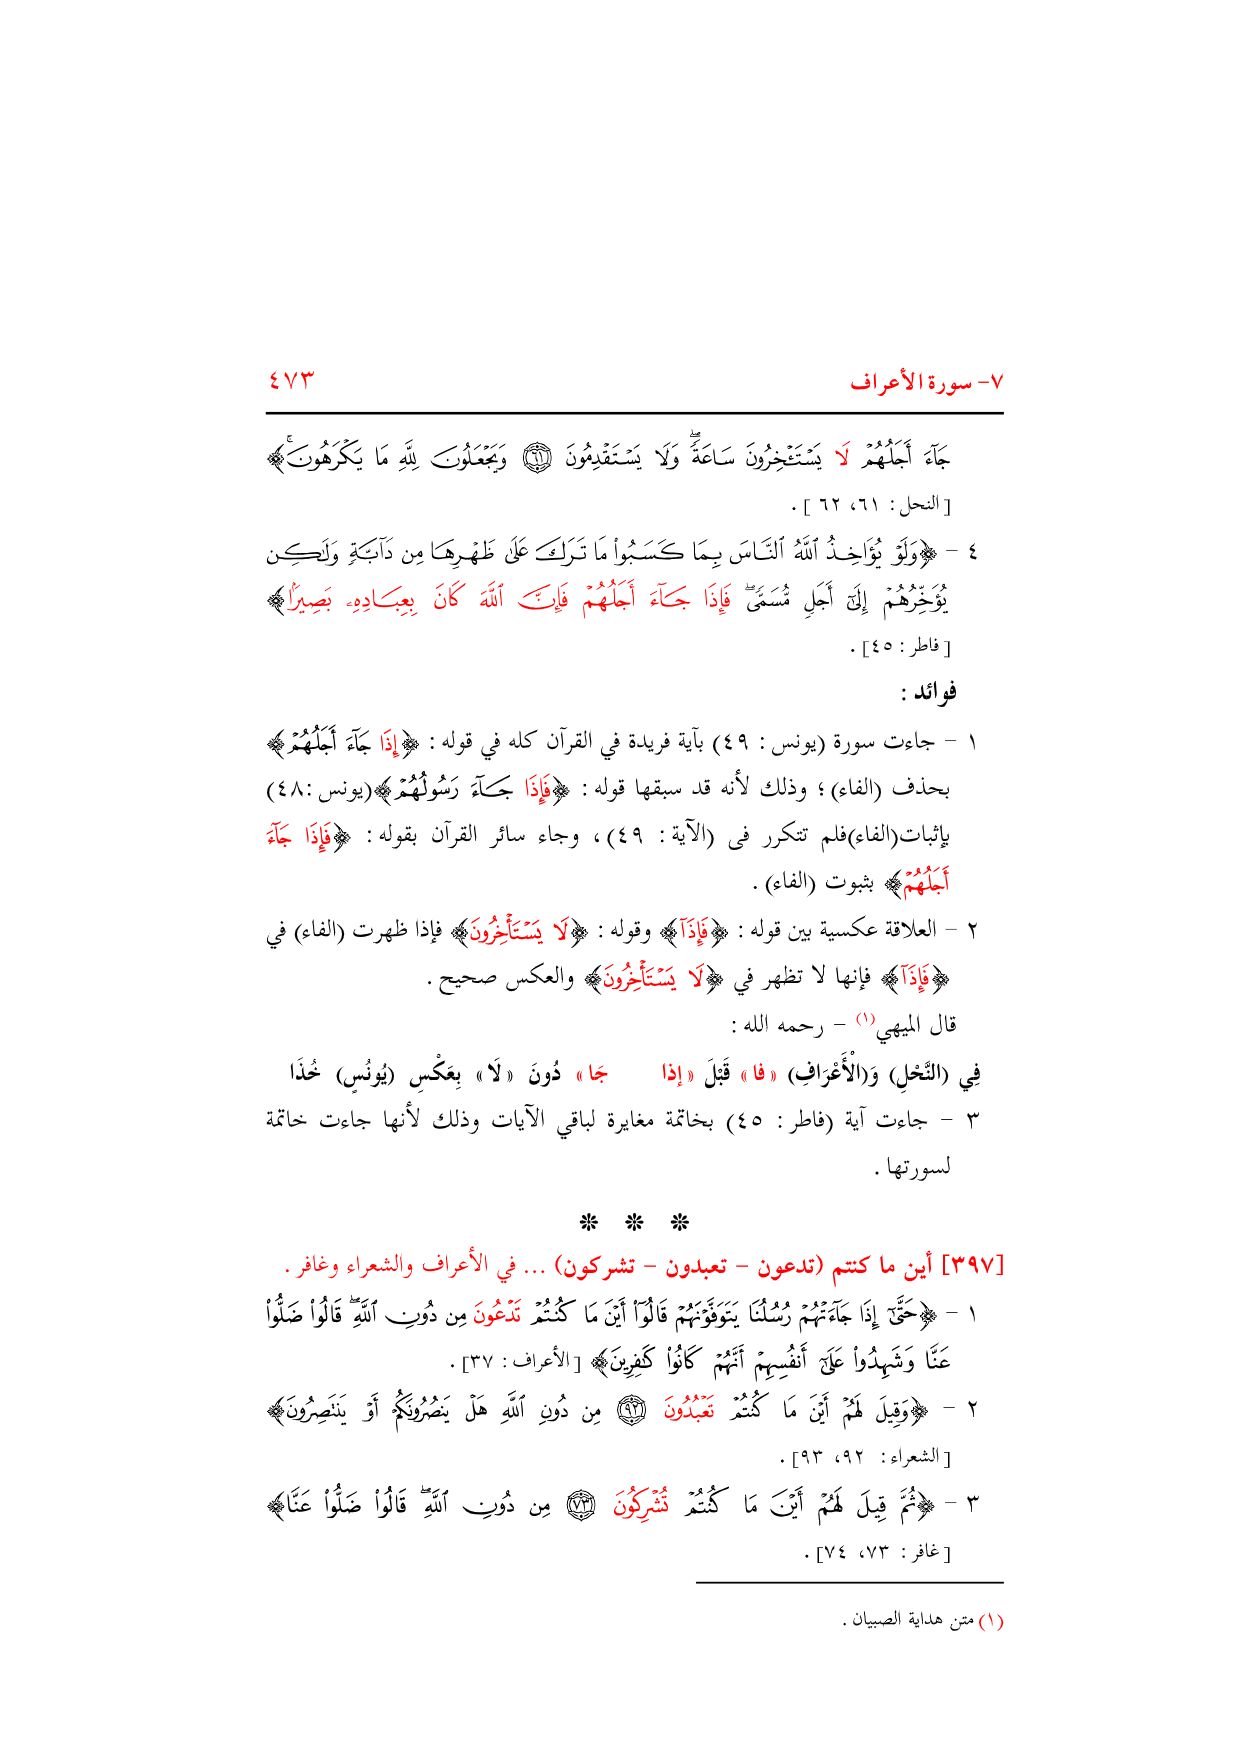 ٧- سورة الأعراف ٤٧٣
جَآءَ أَجَلُهُمۡ لَا يَسۡتَـٔۡخِرُونَ سَاعَةٗۖ وَلَا يَسۡتَقۡدِمُونَ ٦١ وَيَجۡعَلُونَ لِلَّهِ مَا يَكۡرَهُونَۚ﴾
[النحل : ٦١، ٦٢ ] .
٤ - ﴿وَلَوۡ يُؤَاخِذُ ٱللَّهُ ٱلنَّاسَ بِمَا كَسَبُواْ مَا تَرَكَ عَلَىٰ ظَهۡرِهَا مِن دَآبَّةٖ وَلَٰكِن
يُؤَخِّرُهُمۡ إِلَىٰٓ أَجَلٖ مُّسَمّٗىۖ فَإِذَا جَآءَ أَجَلُهُمۡ فَإِنَّ ٱللَّهَ كَانَ بِعِبَادِهِۦ بَصِيرَۢا﴾
[ فاطر : ٤٥] .
فوائد :
١ - جاءت سورة (يونس : ٤٩) بآية فريدة في القرآن كله في قوله : ﴿إِذَا جَآءَ أَجَلُهُمۡ﴾
بحذف (الفاء) ؛ وذلك لأنه قد سبقها قوله : ﴿فَإِذَا جَآءَ رَسُولُهُمۡ﴾(يونس :٤٨)
بإثبات(الفاء)فلم تتكرر فى (الآية : ٤٩) ، وجاء سائر القرآن بقوله : ﴿فَإِذَا جَآءَ
أَجَلُهُمۡ﴾ بثبوت (الفاء) .
٢ - العلاقة عكسية بين قوله : ﴿فَإِذَآ﴾ وقوله : ﴿لَا يَسۡتَأۡخِرُونَ﴾ فإذا ظهرت (الفاء) في
﴿فَإِذَآ﴾ فإنها لا تظهر في ﴿لَا يَسۡتَأۡخِرُونَ﴾ والعكس صحيح .
قال الميهي(١) - رحمه الله :
فِي (النَّحْلِ) وَ(الْأَعْرَافِ) « فا» قَبْلَ « إذا جَا» دُونَ «لَا» بِعَكْسِ (يُونُسٍ) خُذَا
٣ - جاءت آية (فاطر : ٤٥) بخاتمة مغايرة لباقي الآيات وذلك لأنها جاءت خاتمة
لسورتها .
❊ ❊ ❊
[٣٩٧] أين ما كنتم (تدعون - تعبدون - تشركون) ... في الأعراف والشعراء وغافر .
١ - ﴿حَتَّىٰٓ إِذَا جَآءَتۡهُمۡ رُسُلُنَا يَتَوَفَّوۡنَهُمۡ قَالُوٓاْ أَيۡنَ مَا كُنتُمۡ تَدۡعُونَ مِن دُونِ ٱللَّهِۖ قَالُواْ ضَلُّواْ
عَنَّا وَشَهِدُواْ عَلَىٰٓ أَنفُسِهِمۡ أَنَّهُمۡ كَانُواْ كَٰفِرِينَ﴾ [الأعراف : ٣٧] .
٢ - ﴿وَقِيلَ لَهُمۡ أَيۡنَ مَا كُنتُمۡ تَعۡبُدُونَ ٩٢ مِن دُونِ ٱللَّهِ هَلۡ يَنصُرُونَكُمۡ أَوۡ يَنتَصِرُونَ﴾
[الشعراء : ٩٢، ٩٣] .
٣ - ﴿ثُمَّ قِيلَ لَهُمۡ أَيۡنَ مَا كُنتُمۡ تُشۡرِكُونَ ٧٣ مِن دُونِ ٱللَّهِۖ قَالُواْ ضَلُّواْ عَنَّا﴾
[ غافر : ٧٣، ٧٤] .
(١) متن هداية الصبيان .